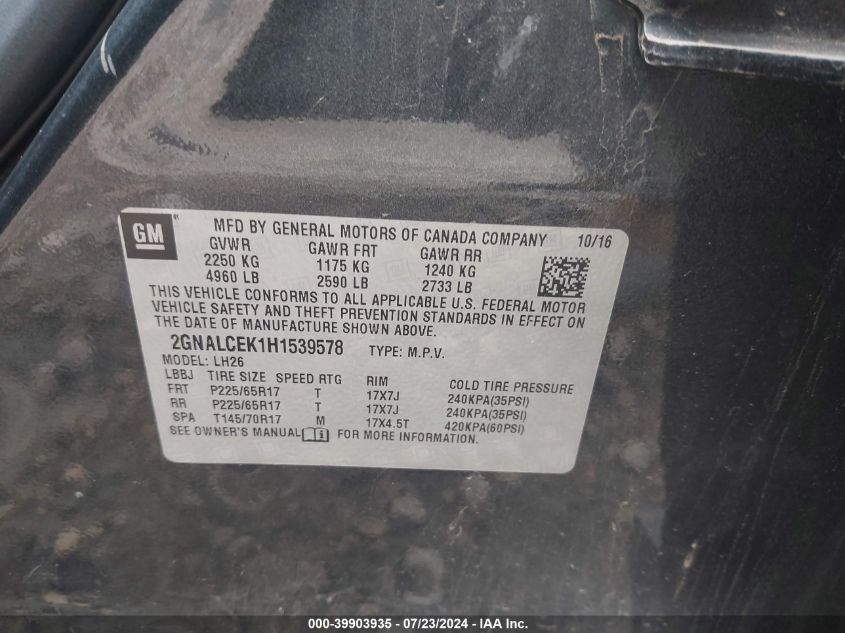 GM
MFD BY GENERAL MOTORS OF CANADA COMPANY 10/16
GVWR GAWR FRT GAWR RR
2250 KG 1175 KG 1240 KG
4960 LB 2590 LB 2733 LB
THIS VEHICLE CONFORMS TO ALL APPLICABLE U.S. FEDERAL MOTOR
VEHICLE SAFETY AND THEFT PREVENTION STANDARDS IN EFFECT ON
THE DATE OF MANUFACTURE SHOWN ABOVE.
2GNALCEK1H1539578 TYPE: M.P.V.
MODEL: LH26
LBBJ TIRE SIZE SPEED RTG RIM COLD TIRE PRESSURE
FRT P225/65R17 T 17X7J 240KPA(35PSI)
RR P225/65R17 T 17X7J 240KPA(35PSI)
SPA T145/70R17 M 17X4.5T 420KPA(60PSI)
SEE OWNER'S MANUAL FOR MORE INFORMATION.
000-39903935 - 07/23/2024 - IAA Inc.